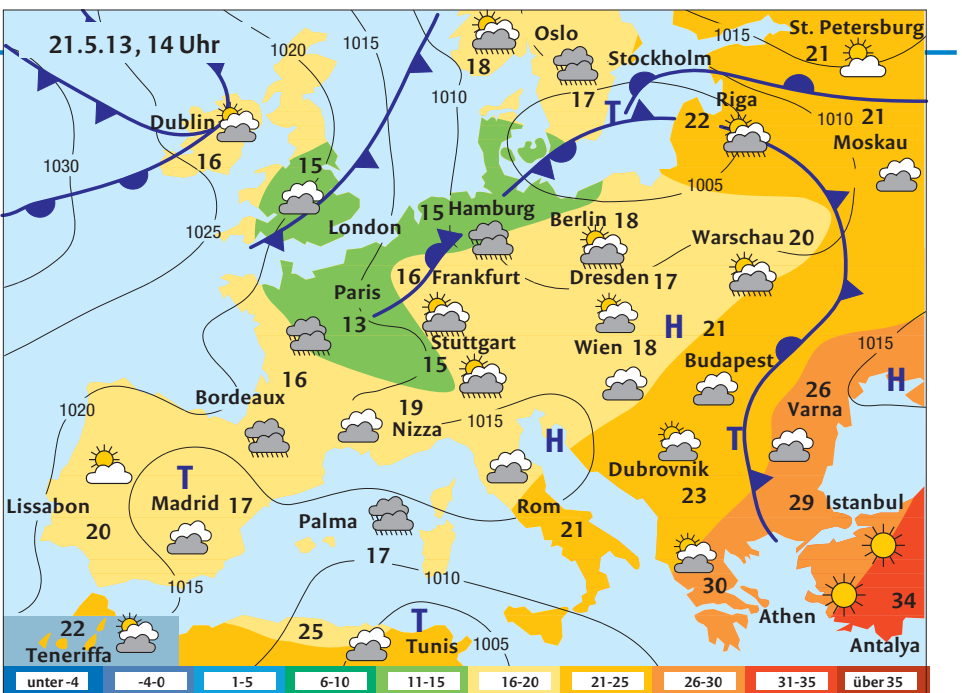 21.5.13, 14 Uhr
1020
1015
18
Oslo
1015
St. Petersburg
21
Stockholm
1010
17
T
Riga
22
1010
21
Moskau
Dublin
16
1030
15
1005
1025
London
15 Hamburg
Berlin 18
Warschau 20
16 Frankfurt
Dresden 17
Paris
13
Stuttgart
15
Wien 18
H
21
Budapest
1015
H
16
Bordeaux
26
Varna
1020
19
Nizza
1015
H
T
T
Lissabon
20
Madrid 17
Dubrovnik
23
Palma
17
Rom
21
29
Istanbul
1015
1010
30
Athen
34
Antalya
22
Teneriffa
25
T
Tunis
1005
unter -4
-4-0
1-5
6-10
11-15
16-20
21-25
26-30
31-35
über 35